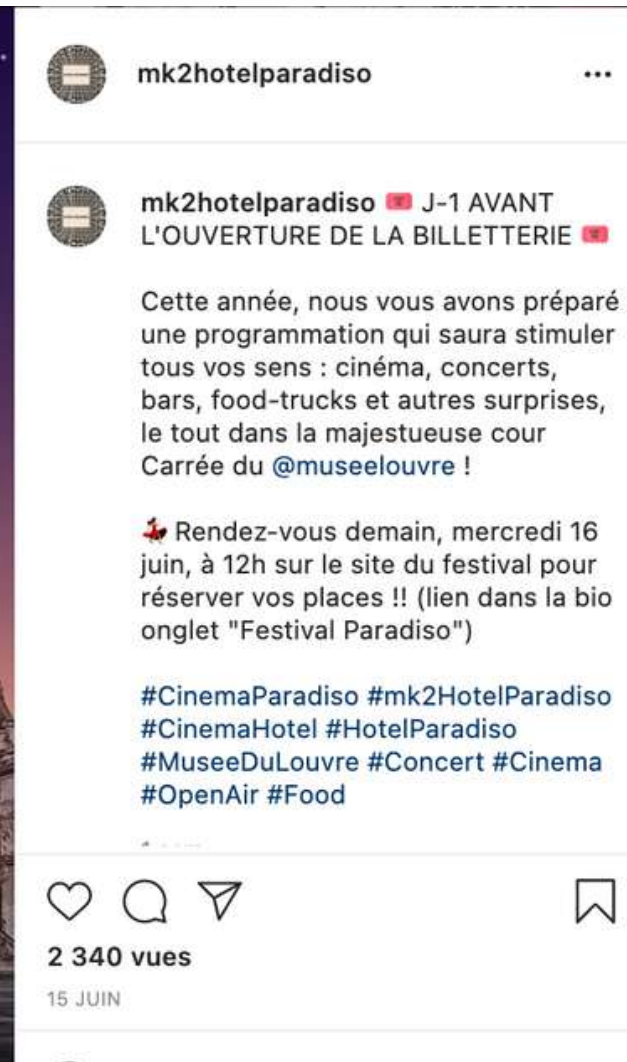 mk2hotelparadiso
mk2hotelparadiso 🎟 J-1 AVANT
L'OUVERTURE DE LA BILLETTERIE 🎟
Cette année, nous vous avons préparé
une programmation qui saura stimuler
tous vos sens : cinéma, concerts,
bars, food-trucks et autres surprises,
le tout dans la majestueuse cour
Carrée du @museelouvre !
💃 Rendez-vous demain, mercredi 16
juin, à 12h sur le site du festival pour
réserver vos places !! (lien dans la bio
onglet "Festival Paradiso")
#CinemaParadiso #mk2HotelParadiso
#CinemaHotel #HotelParadiso
#MuseeDuLouvre #Concert #Cinema
#OpenAir #Food
2 340 vues
15 JUIN